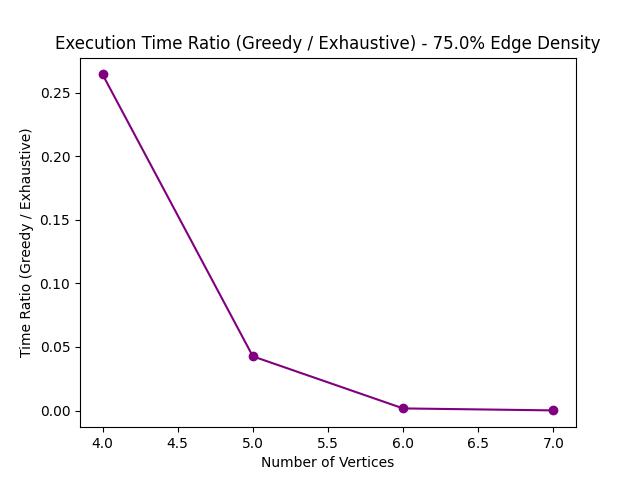 Execution Time Ratio (Greedy / Exhaustive) - 75.0% Edge Density
Time Ratio (Greedy / Exhaustive)
0.25
0.20
0.15
0.10
0.05
0.00
4.0 4.5 5.0 5.5 6.0 6.5 7.0
Number of Vertices